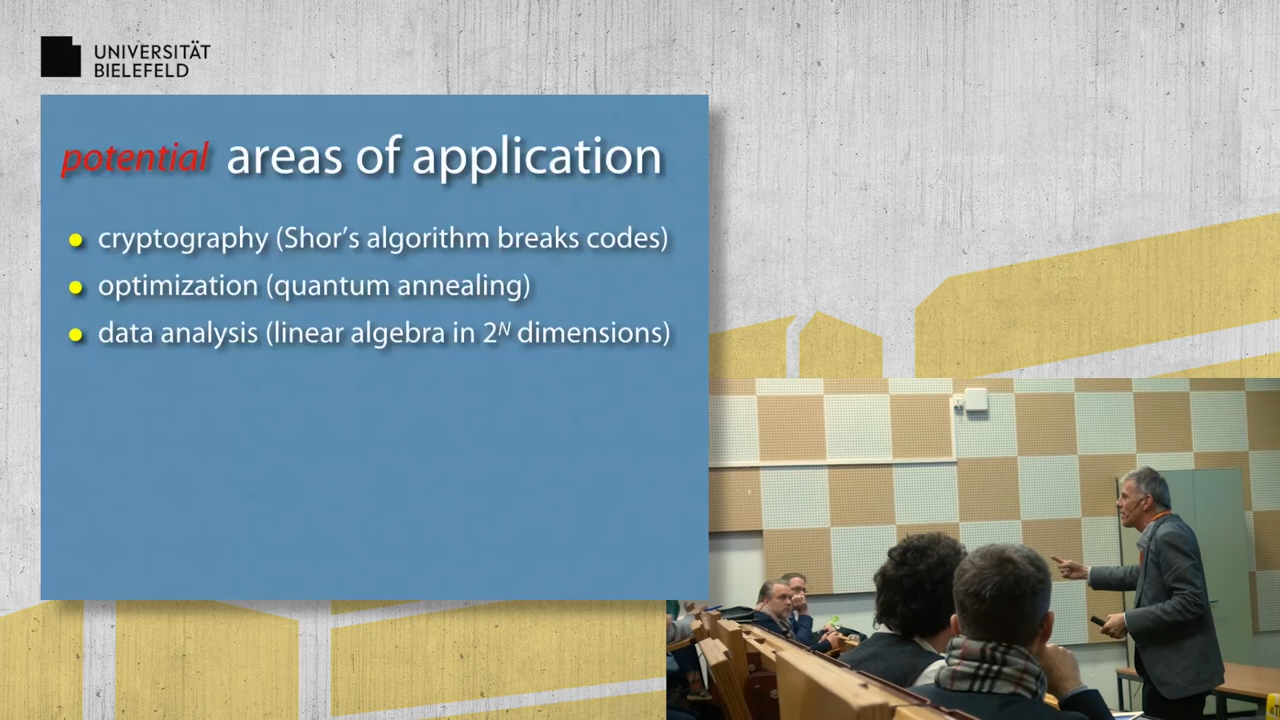 UNIVERSITÄT
BIELEFELD
potential areas of application
cryptography (Shor's algorithm breaks codes)
optimization (quantum annealing)
data analysis (linear algebra in 2ᴺ dimensions)